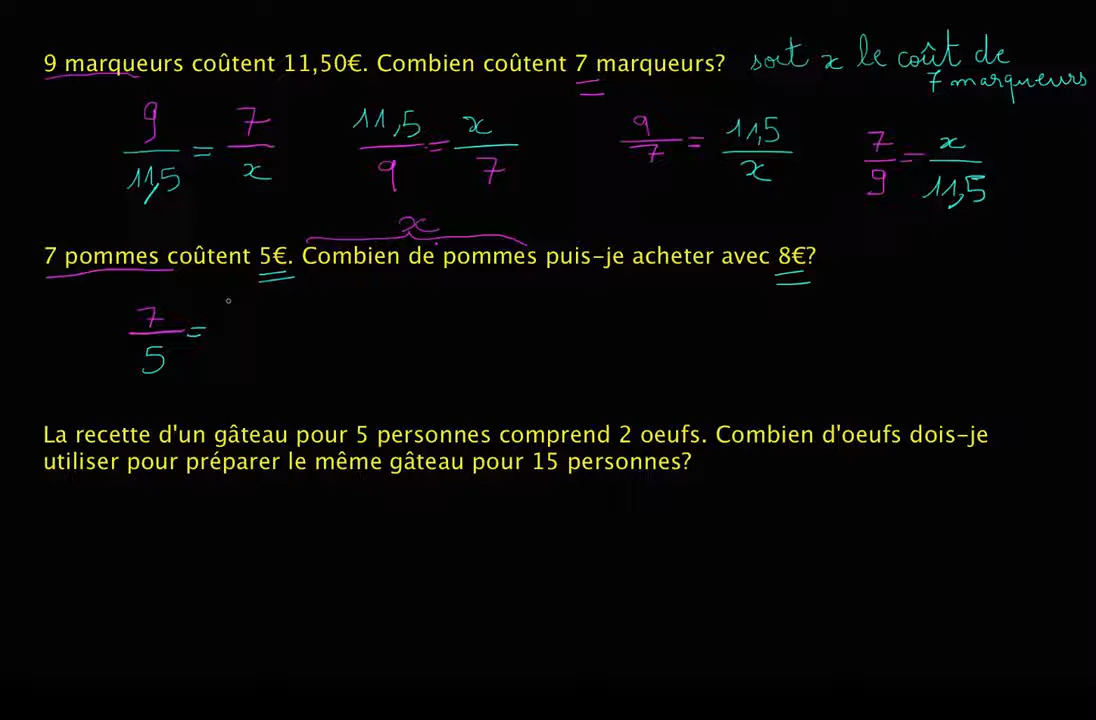 9 marqueurs coûtent 11,50€. Combien coûtent 7 marqueurs? soit x le coût de
7 marqueurs
9/11,5 = 7/x   11,5/9 = x/7   9/7 = 11,5/x   7/9 = x/11,5
x
7 pommes coûtent 5€. Combien de pommes puis-je acheter avec 8€?
7/5 =
La recette d'un gâteau pour 5 personnes comprend 2 oeufs. Combien d'oeufs dois-je
utiliser pour préparer le même gâteau pour 15 personnes?